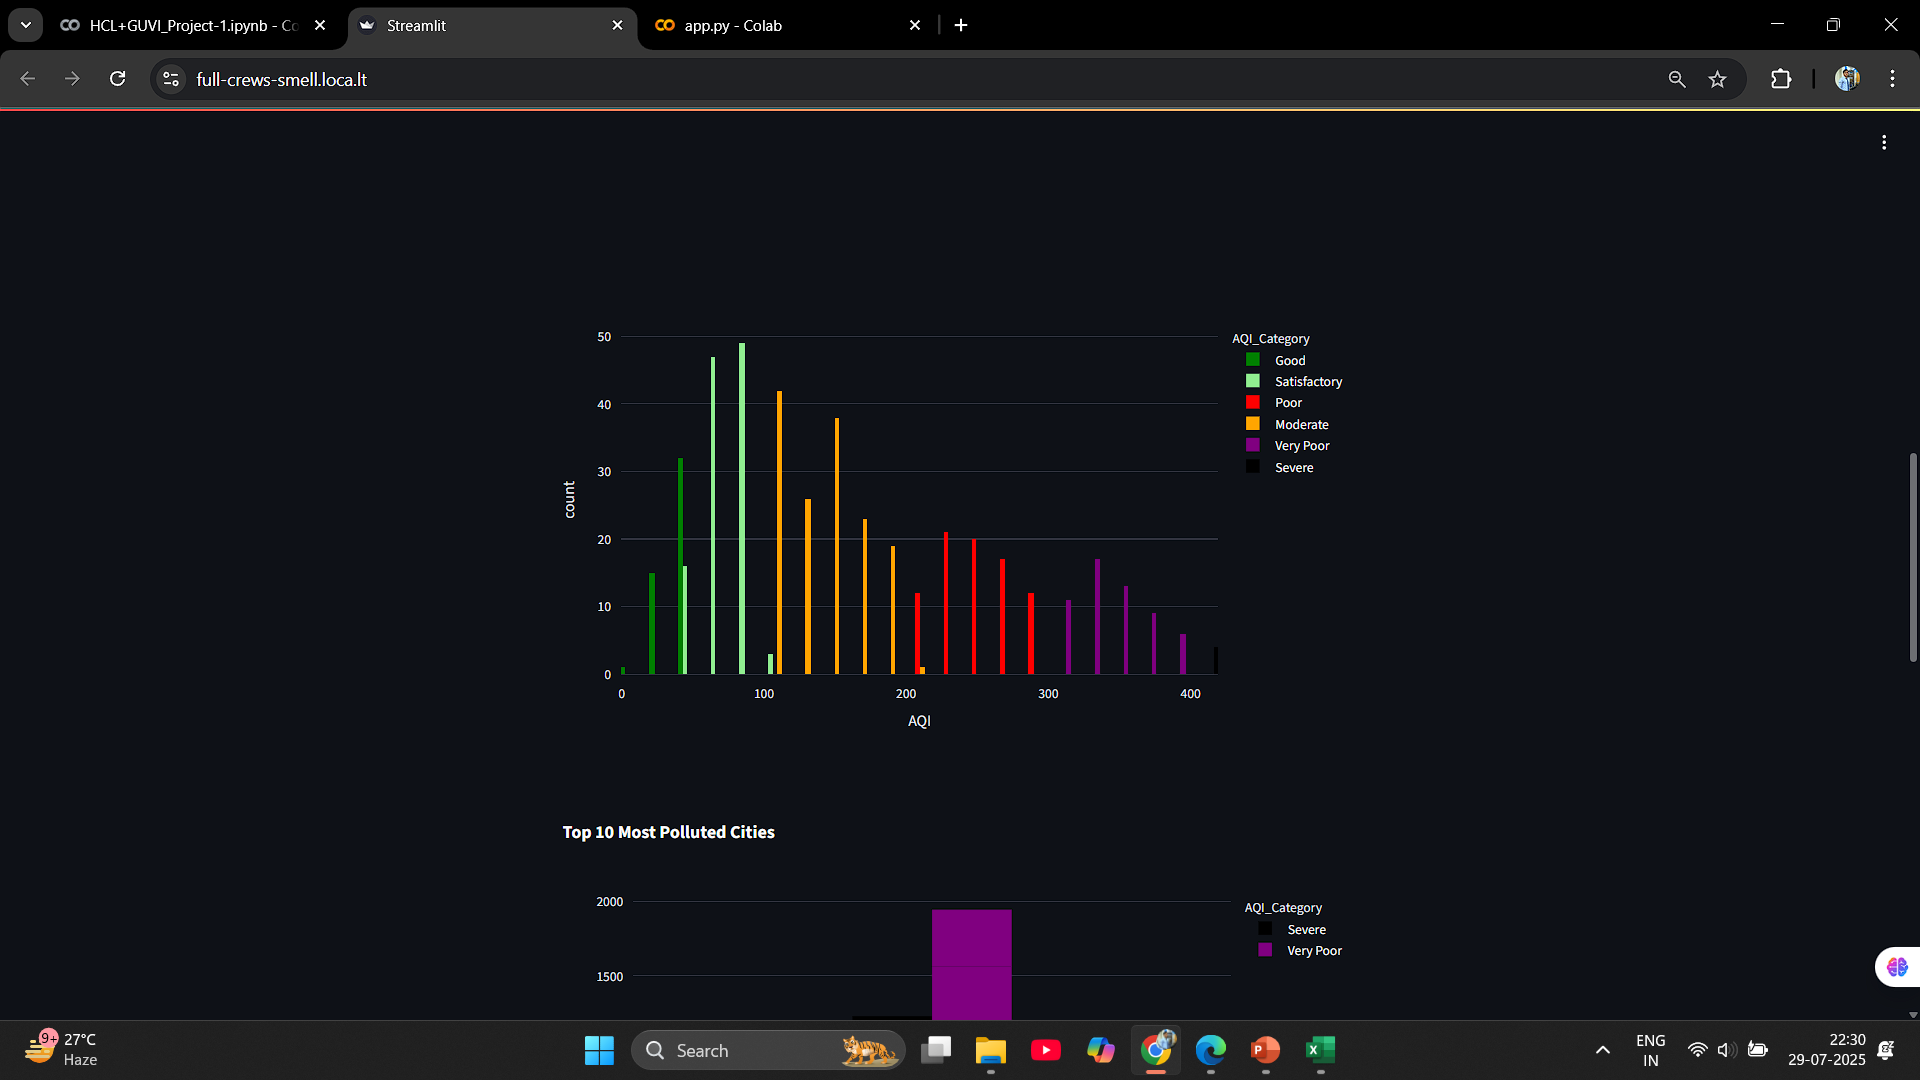 HCL+GUVI_Project-1.ipynb - Co
Streamlit
app.py - Colab
full-crews-smell.loca.lt
50
40
30
20
10
0
count
0 100 200 300 400
AQI
AQI_Category
Good
Satisfactory
Poor
Moderate
Very Poor
Severe
Top 10 Most Polluted Cities
2000
1500
AQI_Category
Severe
Very Poor
9+
27°C
Haze
Search
ENG
IN
22:30
29-07-2025